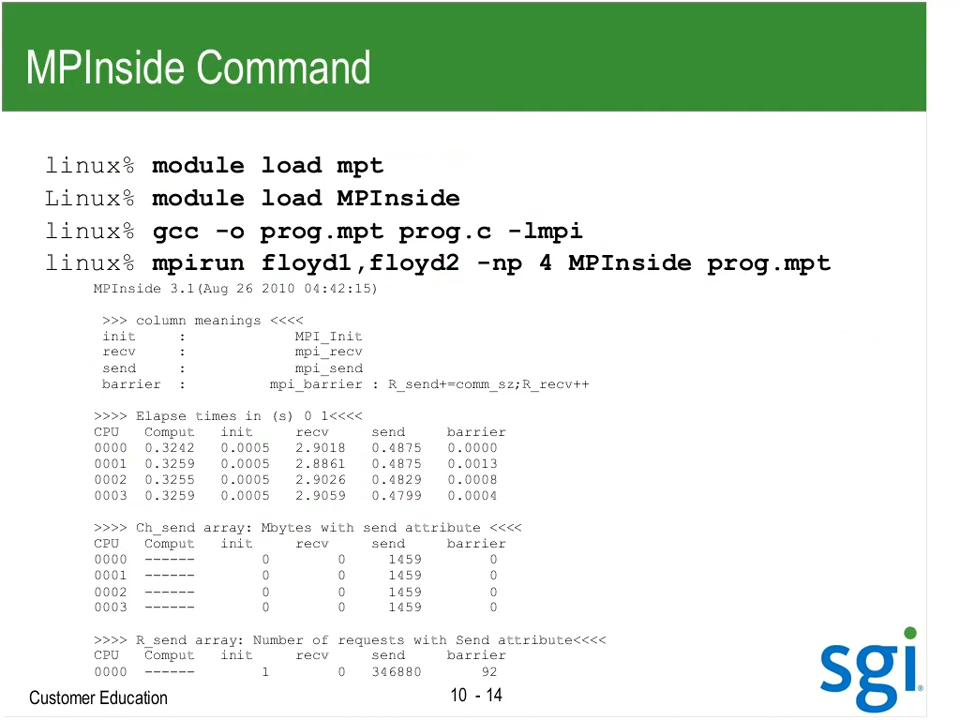 MPInside Command
linux% module load mpt
Linux% module load MPInside
linux% gcc -o prog.mpt prog.c -lmpi
linux% mpirun floyd1,floyd2 -np 4 MPInside prog.mpt
MPInside 3.1(Aug 26 2010 04:42:15)
>>> column meanings <<<<
init : MPI_Init
recv : mpi_recv
send : mpi_send
barrier : mpi_barrier : R_send+=comm_sz;R_recv++
>>>> Elapse times in (s) 0 1<<<<
CPU Comput init recv send barrier
0000 0.3242 0.0005 2.9018 0.4875 0.0000
0001 0.3259 0.0005 2.8861 0.4875 0.0013
0002 0.3255 0.0005 2.9026 0.4829 0.0008
0003 0.3259 0.0005 2.9059 0.4799 0.0004
>>>> Ch_send array: Mbytes with send attribute <<<<
CPU Comput init recv send barrier
0000 ------ 0 0 1459 0
0001 ------ 0 0 1459 0
0002 ------ 0 0 1459 0
0003 ------ 0 0 1459 0
>>>> R_send array: Number of requests with Send attribute<<<<
CPU Comput init recv send barrier
0000 ------ 1 0 346880 92
Customer Education
10 - 14
sgi®